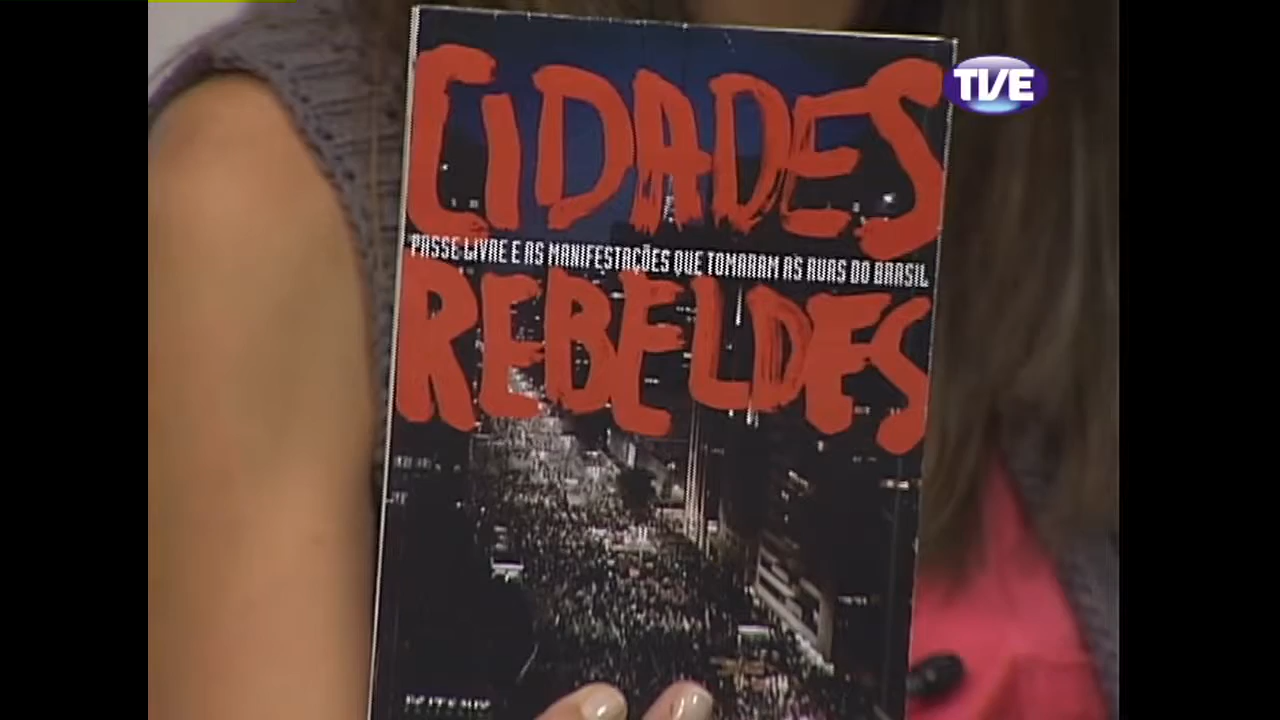 CIDADES
TVE
PASSE LIVRE E AS MANIFESTAÇÕES QUE TOMARAM AS RUAS DO BRASIL
REBELDES